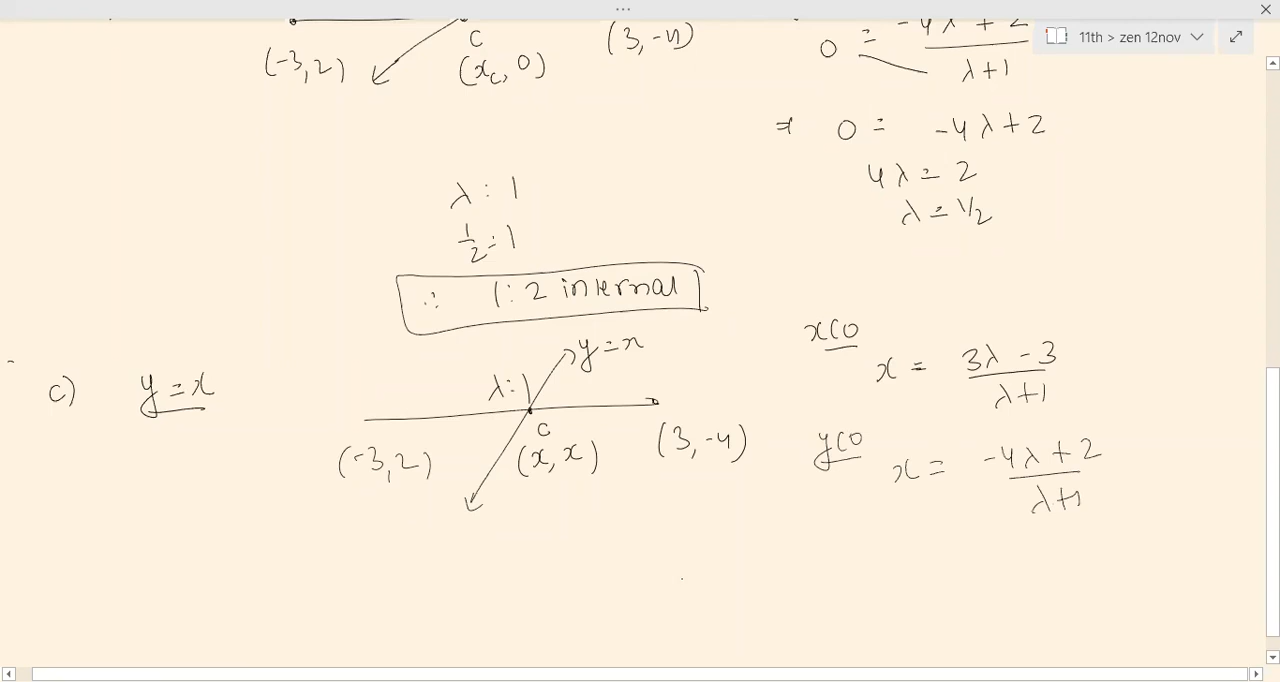 11th > zen 12nov
(-3,2) C (3,-4)
(x_c, 0)
0 = -4λ+2 / λ+1
⇒ 0 = -4λ+2
4λ = 2
λ = 1/2
λ : 1
1/2 : 1
∴ 1:2 internal
c) y = x
λ:1 y = x
(-3,2) C (3,-4)
(x, x)
xco
x = 3λ-3 / λ+1
yco
x = -4λ+2 / λ+1